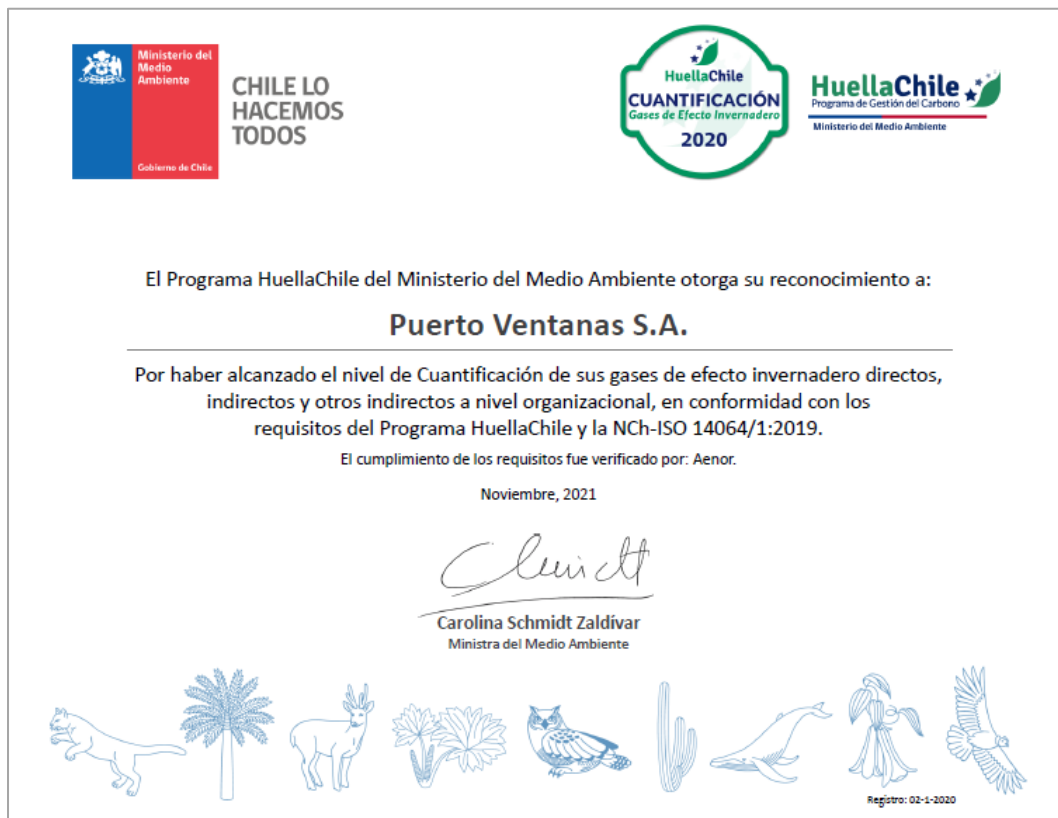 Ministerio del
Medio
Ambiente
Gobierno de Chile
CHILE LO
HACEMOS
TODOS
HuellaChile
CUANTIFICACIÓN
Gases de Efecto Invernadero
2020
HuellaChile
Programa de Gestión del Carbono
Ministerio del Medio Ambiente
El Programa HuellaChile del Ministerio del Medio Ambiente otorga su reconocimiento a:
Puerto Ventanas S.A.
Por haber alcanzado el nivel de Cuantificación de sus gases de efecto invernadero directos,
indirectos y otros indirectos a nivel organizacional, en conformidad con los
requisitos del Programa HuellaChile y la NCh-ISO 14064/1:2019.
El cumplimiento de los requisitos fue verificado por: Aenor.
Noviembre, 2021
Carolina Schmidt Zaldívar
Ministra del Medio Ambiente
Registro: 02-1-2020